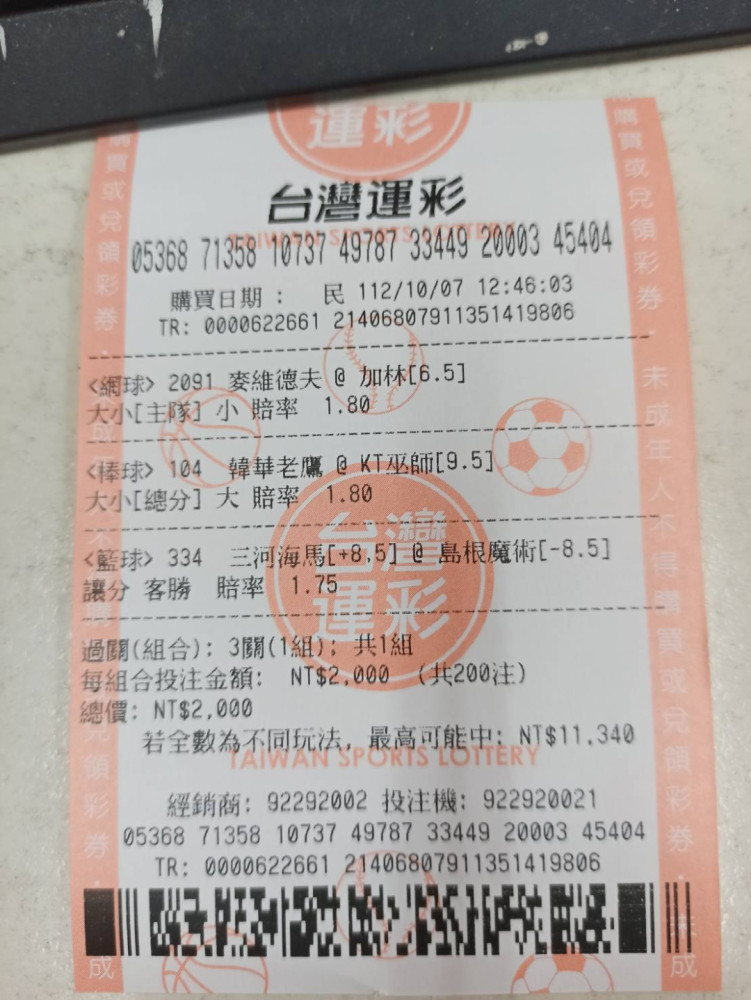 運彩
台灣運彩
TAIWAN SPORTS LOTTERY
05368 71358 10737 49787 33449 20003 45404
購買日期： 民 112/10/07 12:46:03
TR: 0000622661 214068079113514198​06
<網球> 2091 麥維德夫 @ 加林[6.5]
大小[主隊] 小 賠率 1.80
<棒球> 104 韓華老鷹 @ KT巫師[9.5]
大小[總分] 大 賠率 1.80
台灣
運彩
<籃球> 334 三河海馬[+8.5] @ 島根魔術[-8.5]
讓分 客勝 賠率 1.75
過關(組合): 3關(1組); 共1組
每組合投注金額: NT$2,000 (共200注)
總價: NT$2,000
若全數為不同玩法, 最高可能中: NT$11,340
TAIWAN SPORTS LOTTERY
經銷商: 92292002 投注機: 922920021
05368 71358 10737 49787 33449 20003 45404
TR: 0000622661 21406807911351419806
購買或兌領彩券．
未成年人不得購買或兌領彩券．未成